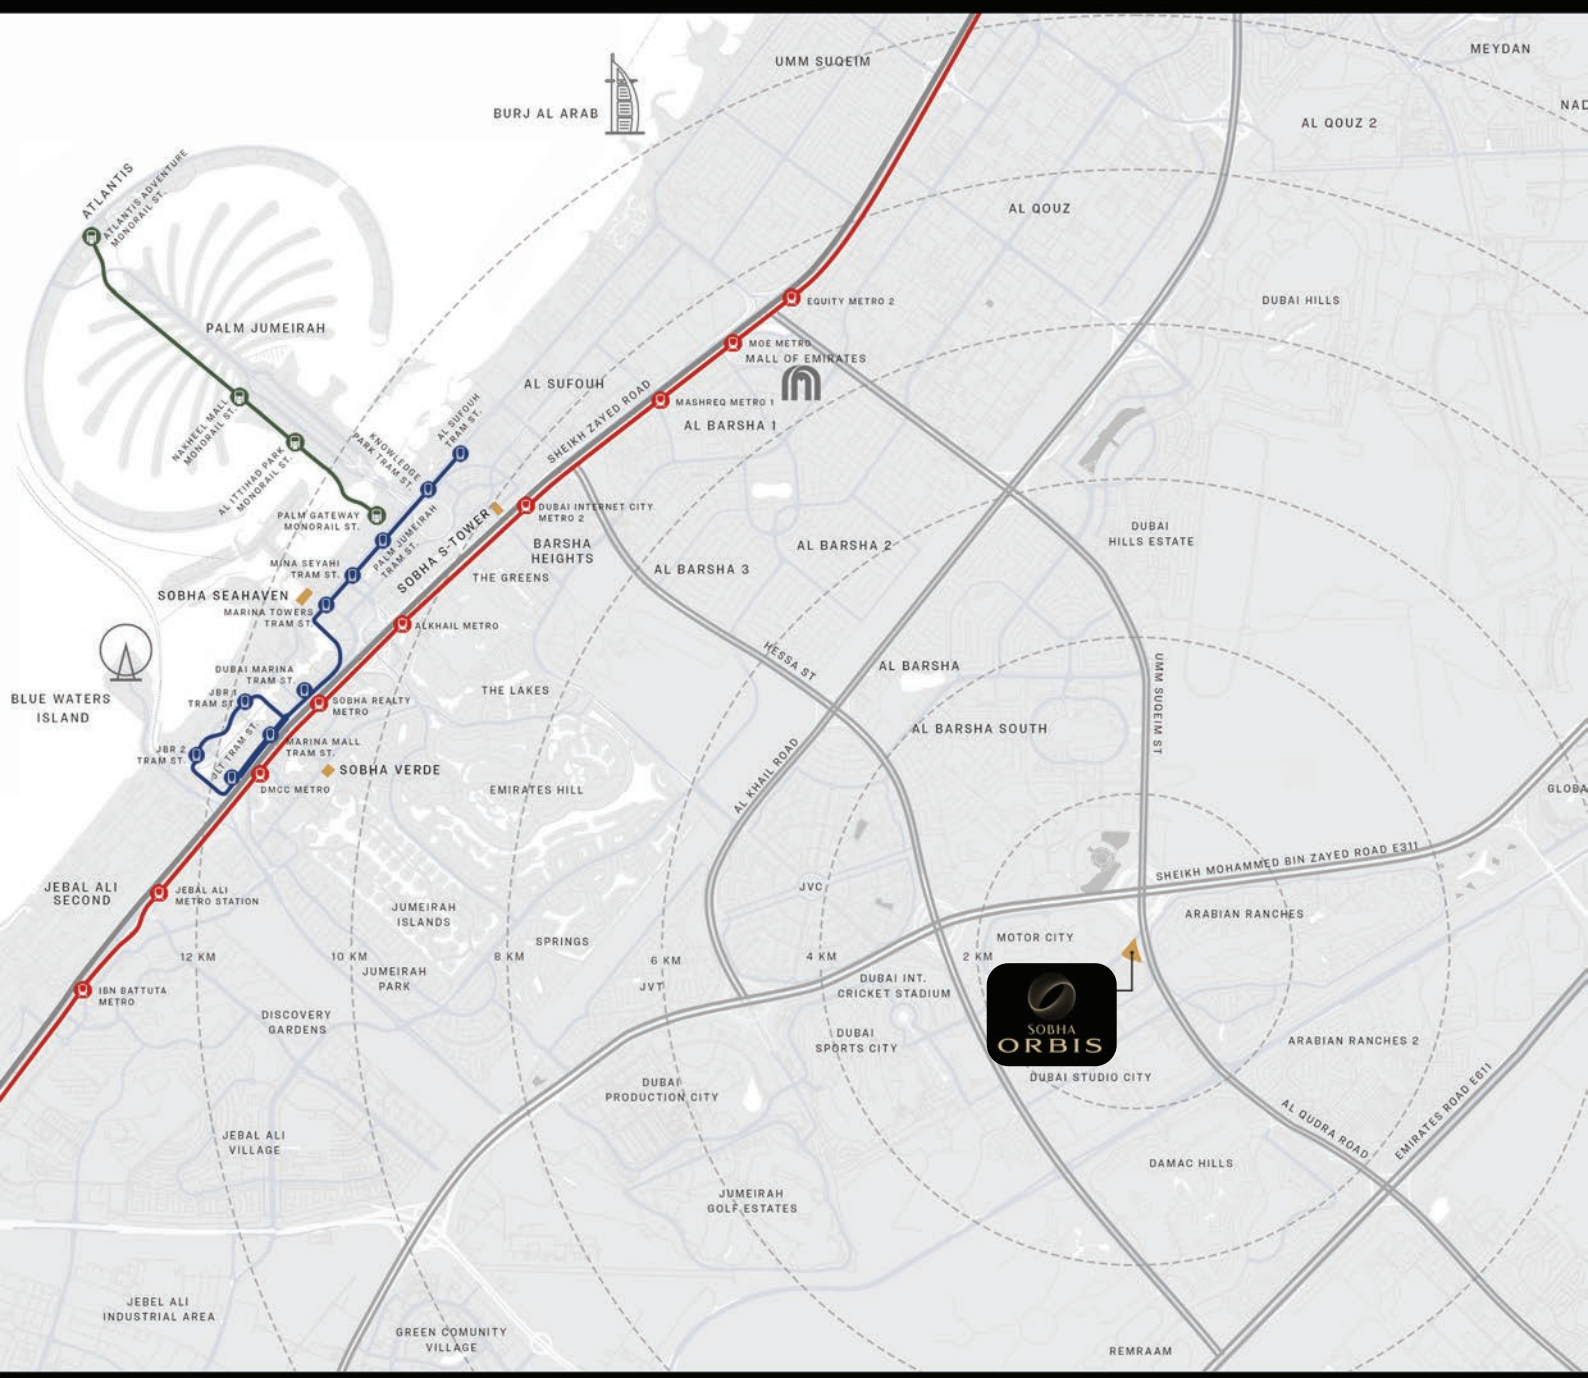 UMM SUQEIM
MEYDAN
BURJ AL ARAB
NAD
AL QOUZ 2
ATLANTIS
ATLANTIS ADVENTURE
MONORAIL ST.
AL QOUZ
EQUITY METRO 2
DUBAI HILLS
PALM JUMEIRAH
MOE METRO
MALL OF EMIRATES
AL SUFOUH
SHEIKH ZAYED ROAD
MASHREQ METRO 1
AL BARSHA 1
NAKHEEL MALL
MONORAIL ST.
AL ITTIHAD PARK
MONORAIL ST.
KNOWLEDGE
PARK TRAM ST.
AL SUFOUH
TRAM ST.
PALM GATEWAY
MONORAIL ST.
PALM JUMEIRAH
TRAM ST.
SOBHA S-TOWER
DUBAI INTERNET CITY
METRO 2
BARSHA
HEIGHTS
AL BARSHA 2
DUBAI
HILLS ESTATE
MINA SEYAHI
TRAM ST.
THE GREENS
AL BARSHA 3
SOBHA SEAHAVEN
MARINA TOWERS
TRAM ST.
ALKHAIL METRO
HESSA ST
UMM SUQEIM ST
AL BARSHA
DUBAI MARINA
TRAM ST.
JBR 1
TRAM ST.
BLUE WATERS
ISLAND
SOBHA REALTY
METRO
THE LAKES
AL BARSHA SOUTH
JBR 2
TRAM ST.
JLT TRAM ST.
MARINA MALL
TRAM ST.
SOBHA VERDE
DMCC METRO
EMIRATES HILL
AL KHAIL ROAD
GLOBA
SHEIKH MOHAMMED BIN ZAYED ROAD E311
JEBAL ALI
SECOND
JEBAL ALI
METRO STATION
JVC
JUMEIRAH
ISLANDS
ARABIAN RANCHES
SPRINGS
MOTOR CITY
12 KM
10 KM
8 KM
6 KM
4 KM
2 KM
JUMEIRAH
PARK
JVT
DUBAI INT.
CRICKET STADIUM
IBN BATTUTA
METRO
DISCOVERY
GARDENS
SOBHA
ORBIS
DUBAI
SPORTS CITY
ARABIAN RANCHES 2
DUBAI STUDIO CITY
DUBAI
PRODUCTION CITY
AL QUDRA ROAD
EMIRATES ROAD E611
JEBAL ALI
VILLAGE
DAMAC HILLS
JUMEIRAH
GOLF ESTATES
JEBEL ALI
INDUSTRIAL AREA
GREEN COMUNITY
VILLAGE
REMRAAM